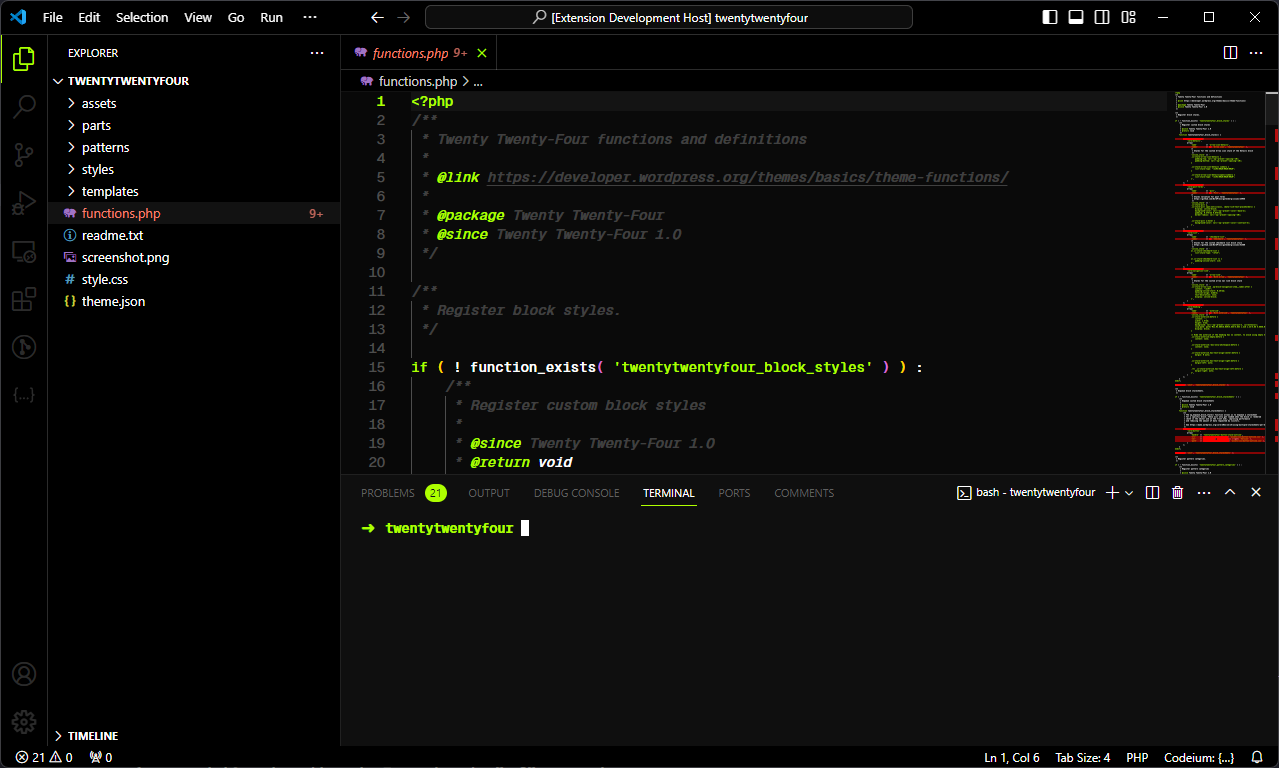 File Edit Selection View Go Run ···
[Extension Development Host] twentytwentyfour
EXPLORER ···
TWENTYTWENTYFOUR
assets
parts
patterns
styles
templates
functions.php 9+
readme.txt
screenshot.png
# style.css
{} theme.json
TIMELINE
functions.php 9+
functions.php > ...
1 <?php
2 /**
3 * Twenty Twenty-Four functions and definitions
4 *
5 * @link https://developer.wordpress.org/themes/basics/theme-functions/
6 *
7 * @package Twenty Twenty-Four
8 * @since Twenty Twenty-Four 1.0
9 */
10
11 /**
12 * Register block styles.
13 */
14
15 if ( ! function_exists( 'twentytwentyfour_block_styles' ) ) :
16 /**
17 * Register custom block styles
18 *
19 * @since Twenty Twenty-Four 1.0
20 * @return void
PROBLEMS 21 OUTPUT DEBUG CONSOLE TERMINAL PORTS COMMENTS bash - twentytwentyfour
➜ twentytwentyfour
21 0 0 Ln 1, Col 6 Tab Size: 4 PHP Codeium: {...}